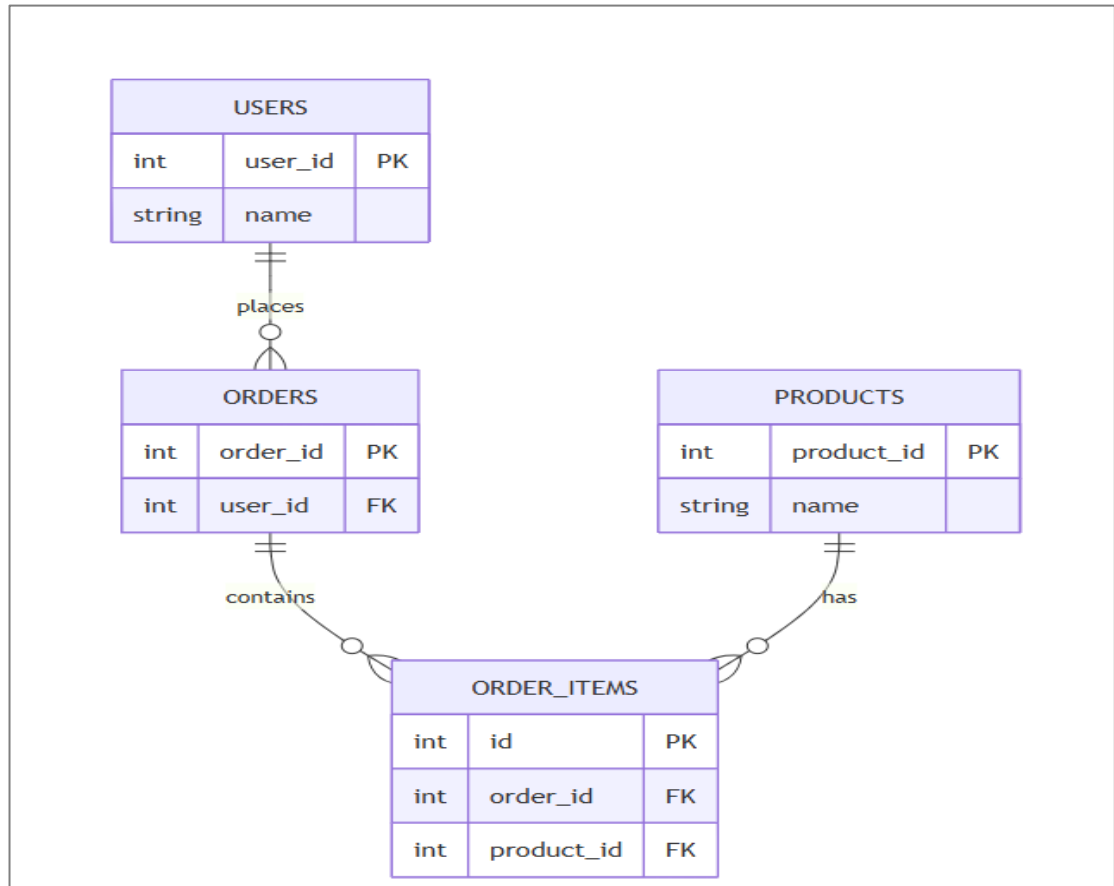 USERS
int user_id PK
string name
places
ORDERS
int order_id PK
int user_id FK
PRODUCTS
int product_id PK
string name
contains
has
ORDER_ITEMS
int id PK
int order_id FK
int product_id FK